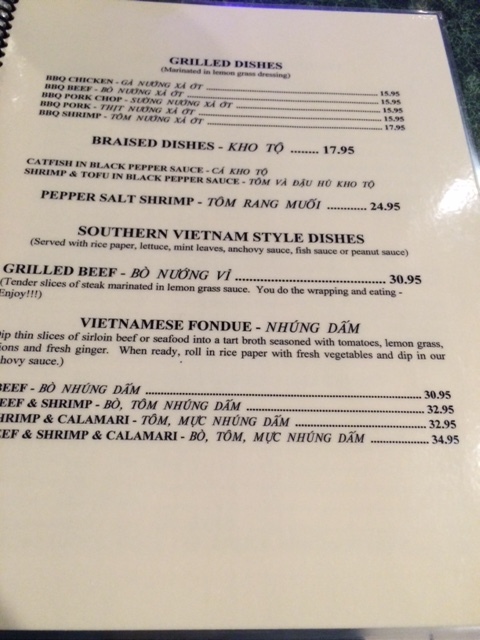 GRILLED DISHES
(Marinated in lemon grass dressing)
BBQ CHICKEN - GÀ NƯỚNG XẢ ỚT ........ 15.95
BBQ BEEF - BÒ NƯỚNG XẢ ỚT ........ 15.95
BBQ PORK CHOP - SƯỜNG NƯỚNG XẢ ỚT ........ 15.95
BBQ PORK - THỊT NƯỚNG XẢ ỚT ........ 15.95
BBQ SHRIMP - TÔM NƯỚNG XẢ ỚT ........ 17.95
BRAISED DISHES - KHO TỘ ........ 17.95
CATFISH IN BLACK PEPPER SAUCE - CÁ KHO TỘ
SHRIMP & TOFU IN BLACK PEPPER SAUCE - TÔM VÀ ĐẬU HŨ KHO TỘ
PEPPER SALT SHRIMP - TÔM RANG MUỐI ............ 24.95
SOUTHERN VIETNAM STYLE DISHES
(Served with rice paper, lettuce, mint leaves, anchovy sauce, fish sauce or peanut sauce)
GRILLED BEEF - BÒ NƯỚNG VĨ ........ 30.95
(Tender slices of steak marinated in lemon grass sauce. You do the wrapping and eating -
Enjoy!!!)
VIETNAMESE FONDUE - NHÚNG DẤM
ip thin slices of sirloin beef or seafood into a tart broth seasoned with tomatoes, lemon grass,
ions and fresh ginger. When ready, roll in rice paper with fresh vegetables and dip in our
hovy sauce.)
BEEF - BÒ NHÚNG DẤM ........ 30.95
EEF & SHRIMP - BÒ, TÔM NHÚNG DẤM ........ 32.95
HRIMP & CALAMARI - TÔM, MỰC NHÚNG DẤM ........ 32.95
EEF & SHRIMP & CALAMARI - BÒ, TÔM, MỰC NHÚNG DẤM ........ 34.95